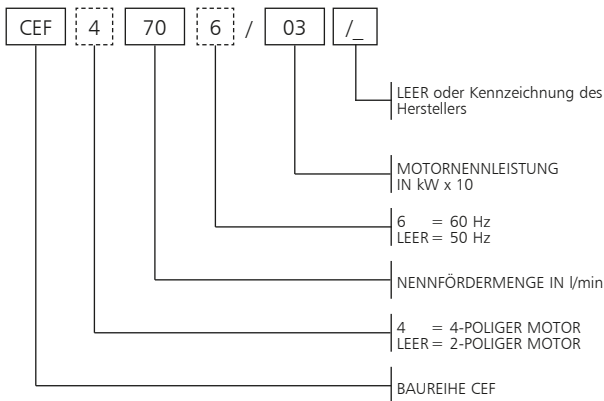 CEF 4 70 6 / 03 /_
LEER oder Kennzeichnung des
Herstellers
MOTORNENNLEISTUNG
IN kW x 10
6 = 60 Hz
LEER = 50 Hz
NENNFÖRDERMENGE IN l/min
4 = 4-POLIGER MOTOR
LEER = 2-POLIGER MOTOR
BAUREIHE CEF